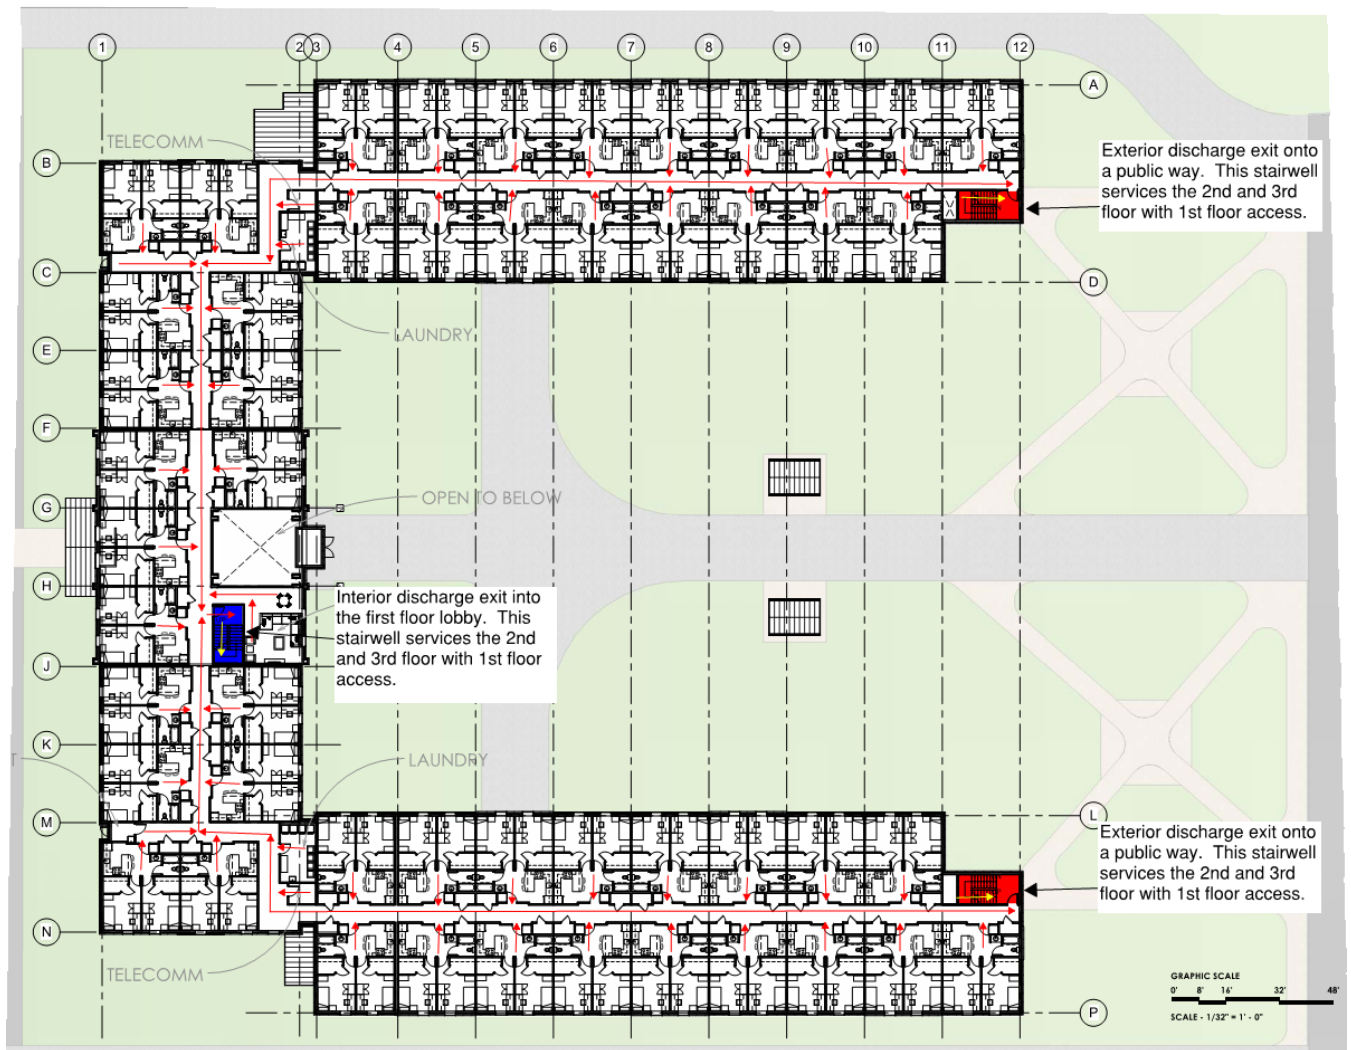 1
2
3
4
5
6
7
8
9
10
11
12
A
TELECOMM
B
Exterior discharge exit onto
a public way. This stairwell
services the 2nd and 3rd
floor with 1st floor access.
C
D
LAUNDRY
E
F
OPEN TO BELOW
G
H
Interior discharge exit into
the first floor lobby. This
stairwell services the 2nd
and 3rd floor with 1st floor
access.
J
K
T
LAUNDRY
M
L
Exterior discharge exit onto
a public way. This stairwell
services the 2nd and 3rd
floor with 1st floor access.
N
TELECOMM
P
GRAPHIC SCALE
0' 8' 16' 32' 48'
SCALE - 1/32" = 1' - 0"